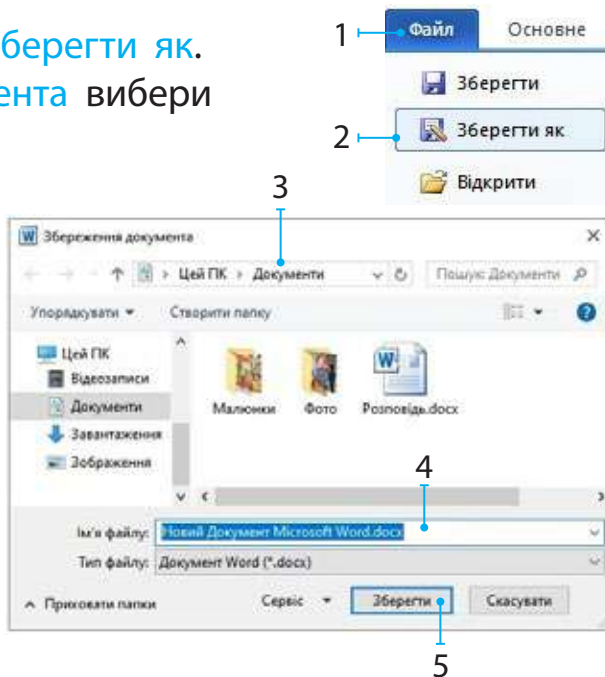 1 Файл Основне
берегти як.
Зберегти
ента вибери
2 Зберегти як
Відкрити
3
Збереження документа
Цей ПК › Документи Пошук: Документи
Упорядкувати Створити папку
Цей ПК
Відеозаписи
Документи
Завантаження
Зображення
Малюнки Фото Розповідь.docx
4
Ім'я файлу: Новий Документ Microsoft Word.docx
Тип файлу: Документ Word (*.docx)
Приховати папки Сервіс Зберегти Скасувати
5